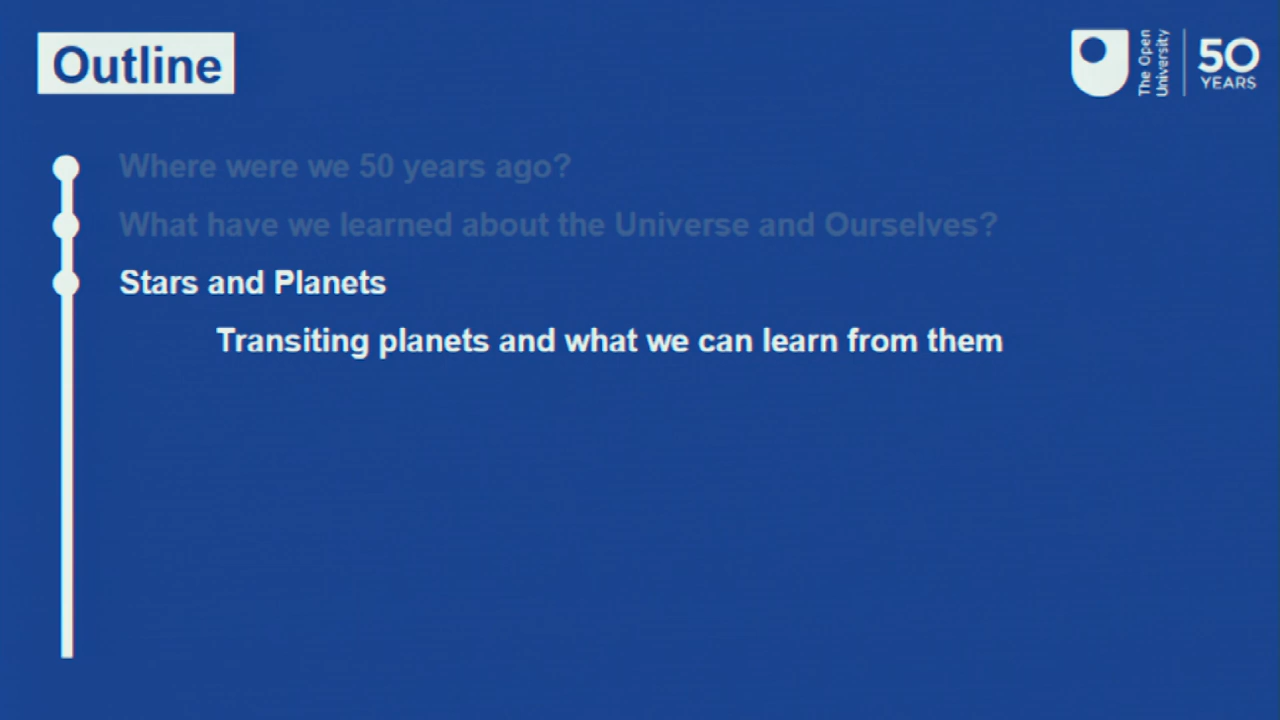 Outline
The Open
University
50
YEARS
Where were we 50 years ago?
What have we learned about the Universe and Ourselves?
Stars and Planets
Transiting planets and what we can learn from them